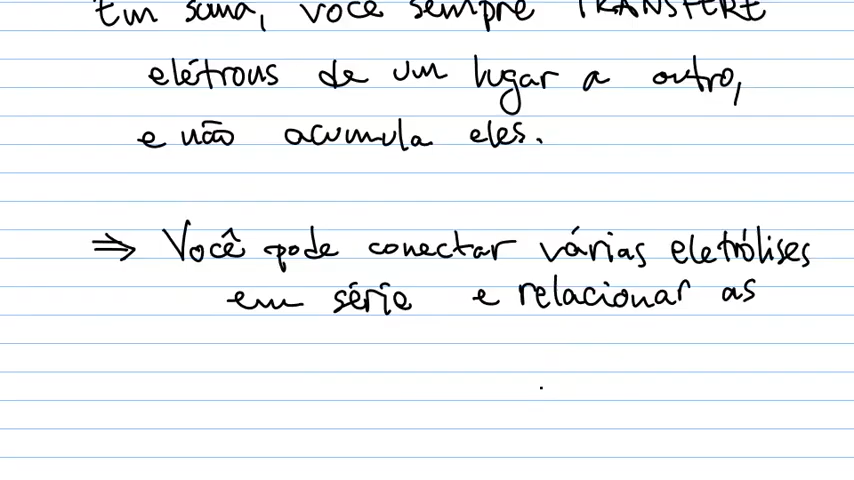 Em suma, você sempre TRANSFERE
elétrons de um lugar a outro,
e não acumula eles.
⇒ Você pode conectar várias eletrólises
em série e relacionar as